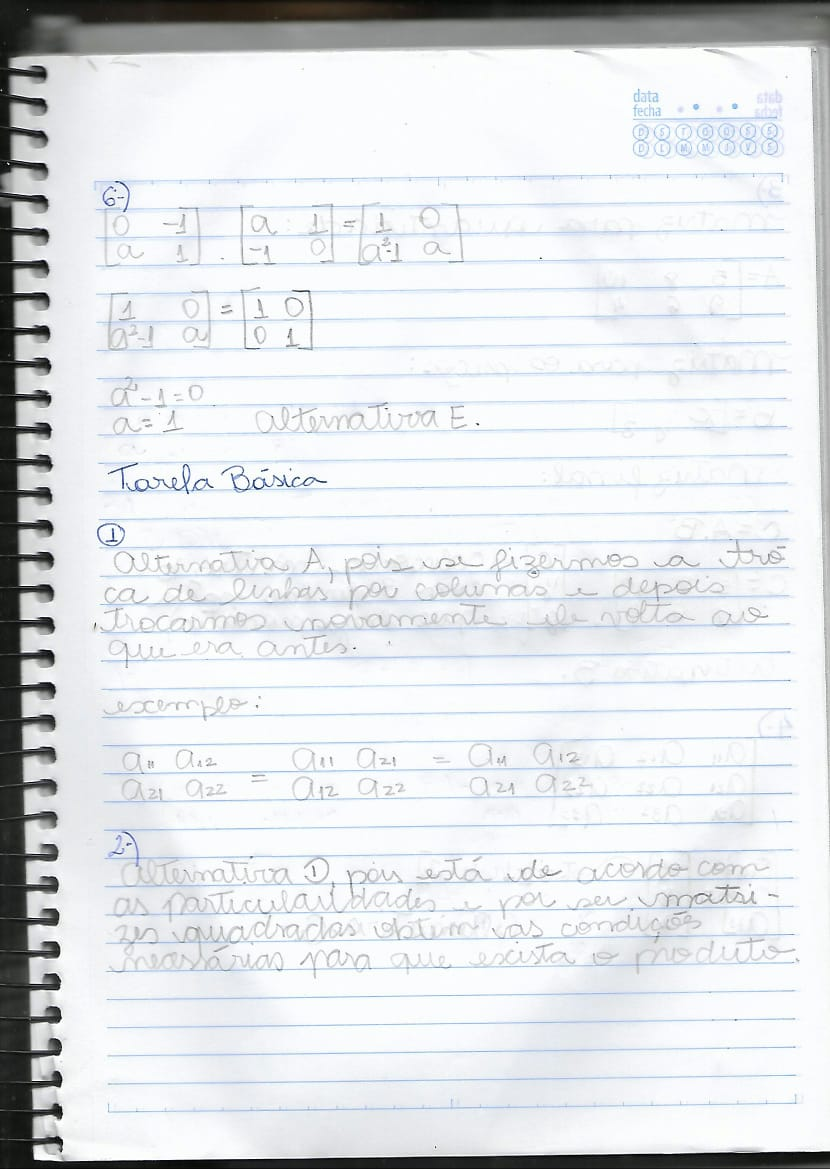 data
fecha
D S T Q Q S S
D L M M J V S
6-)
[0 -1] . [a 1] = [1 0]
[a 1] [-1 0] [a²-1 a]
[1 0] = [1 0]
[a²-1 a] [0 1]
a²-1=0
a=1 alternativa E.
Tarefa Básica
1
alternativa A, pois se fizermos a tro
ca de linhas por colunas e depois
trocarmos novamente ele volta ao
que era antes.
exemplo:
a11 a12 = a11 a21 = a11 a12
a21 a22 a12 a22 a21 a22
2-)
alternativa D, pois está de acordo com
as particularidades e por ser matri-
zes quadradas obtem as condições
necessárias para que exista o produto.